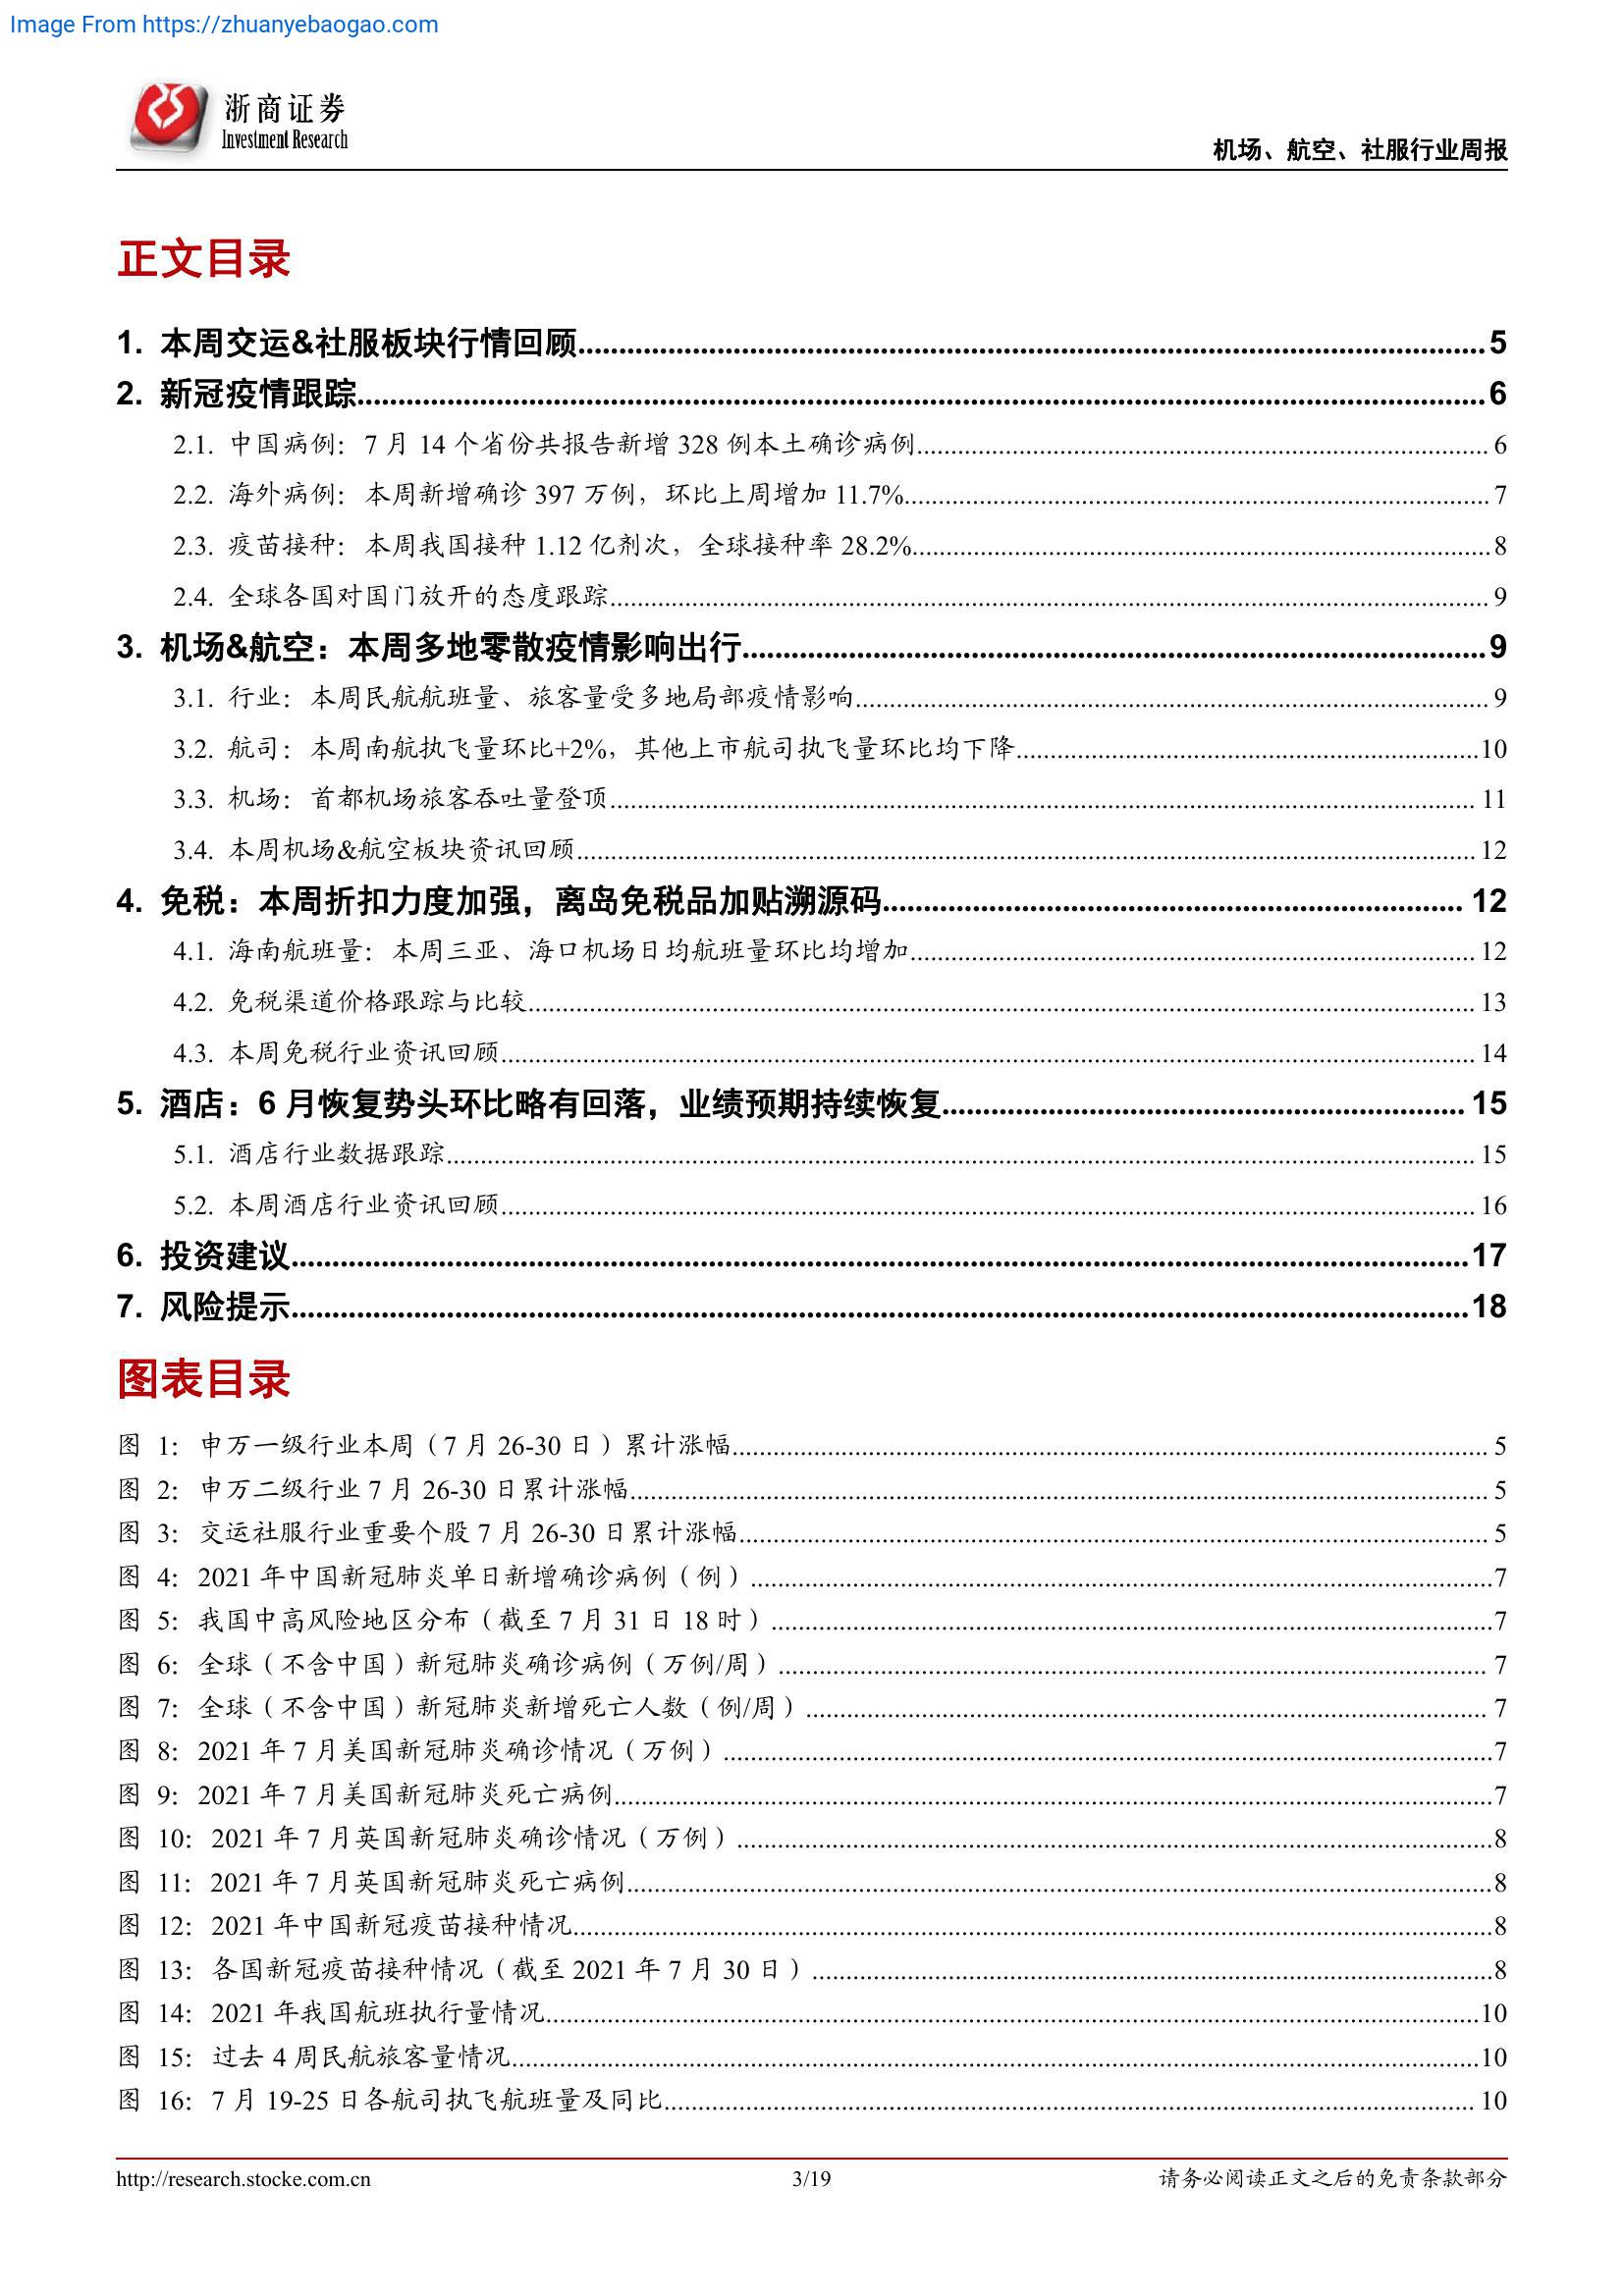 Image From https://zhuanyebaogao.com
浙商证券
Investment Research
机场、航空、社服行业周报
正文目录
1. 本周交运&社服板块行情回顾 5
2. 新冠疫情跟踪 6
2.1. 中国病例：7 月 14 个省份共报告新增 328 例本土确诊病例 6
2.2. 海外病例：本周新增确诊 397 万例，环比上周增加 11.7% 7
2.3. 疫苗接种：本周我国接种 1.12 亿剂次，全球接种率 28.2% 8
2.4. 全球各国对国门放开的态度跟踪 9
3. 机场&航空：本周多地零散疫情影响出行 9
3.1. 行业：本周民航航班量、旅客量受多地局部疫情影响 9
3.2. 航司：本周南航执飞量环比+2%，其他上市航司执飞量环比均下降 10
3.3. 机场：首都机场旅客吞吐量登顶 11
3.4. 本周机场&航空板块资讯回顾 12
4. 免税：本周折扣力度加强，离岛免税品加贴溯源码 12
4.1. 海南航班量：本周三亚、海口机场日均航班量环比均增加 12
4.2. 免税渠道价格跟踪与比较 13
4.3. 本周免税行业资讯回顾 14
5. 酒店：6 月恢复势头环比略有回落，业绩预期持续恢复 15
5.1. 酒店行业数据跟踪 15
5.2. 本周酒店行业资讯回顾 16
6. 投资建议 17
7. 风险提示 18
图表目录
图 1：申万一级行业本周（7 月 26-30 日）累计涨幅 5
图 2：申万二级行业 7 月 26-30 日累计涨幅 5
图 3：交运社服行业重要个股 7 月 26-30 日累计涨幅 5
图 4：2021 年中国新冠肺炎单日新增确诊病例（例） 7
图 5：我国中高风险地区分布（截至 7 月 31 日 18 时） 7
图 6：全球（不含中国）新冠肺炎确诊病例（万例/周） 7
图 7：全球（不含中国）新冠肺炎新增死亡人数（例/周） 7
图 8：2021 年 7 月美国新冠肺炎确诊情况（万例） 7
图 9：2021 年 7 月美国新冠肺炎死亡病例 7
图 10：2021 年 7 月英国新冠肺炎确诊情况（万例） 8
图 11：2021 年 7 月英国新冠肺炎死亡病例 8
图 12：2021 年中国新冠疫苗接种情况 8
图 13：各国新冠疫苗接种情况（截至 2021 年 7 月 30 日） 8
图 14：2021 年我国航班执行量情况 10
图 15：过去 4 周民航旅客量情况 10
图 16：7 月 19-25 日各航司执飞航班量及同比 10
http://research.stocke.com.cn
3/19
请务必阅读正文之后的免责条款部分